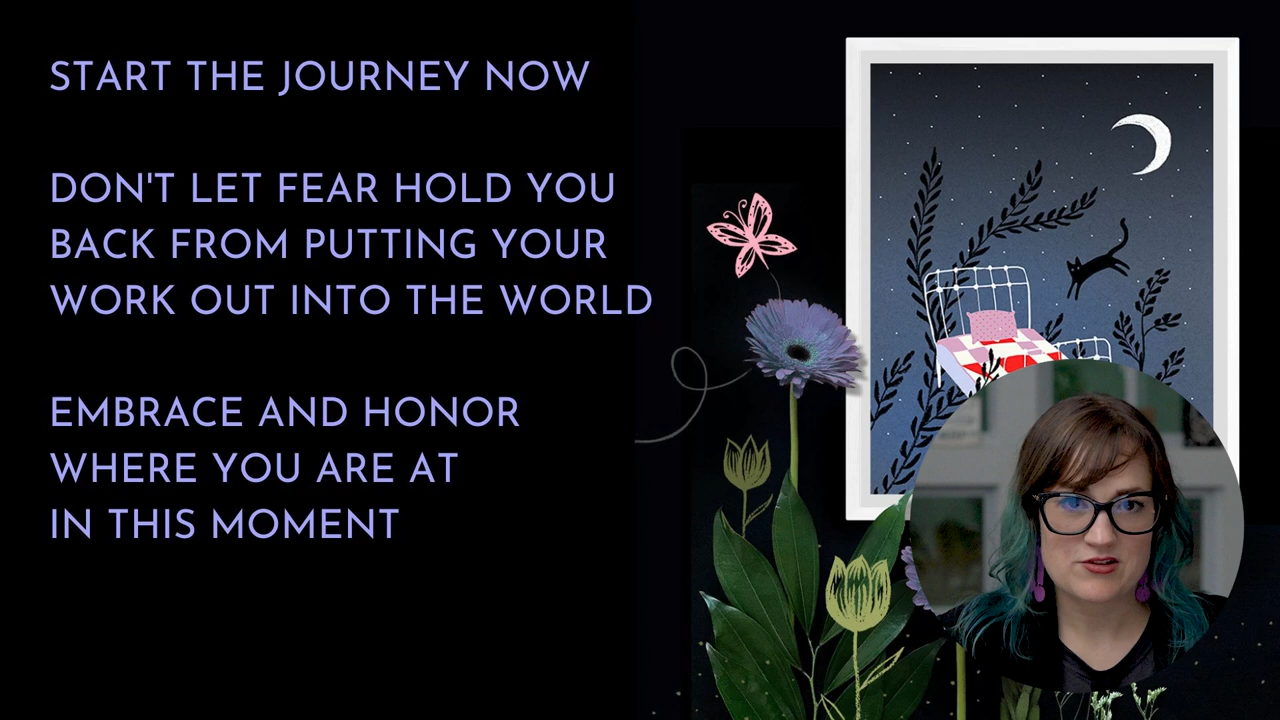 START THE JOURNEY NOW
DON'T LET FEAR HOLD YOU
BACK FROM PUTTING YOUR
WORK OUT INTO THE WORLD
EMBRACE AND HONOR
WHERE YOU ARE AT
IN THIS MOMENT